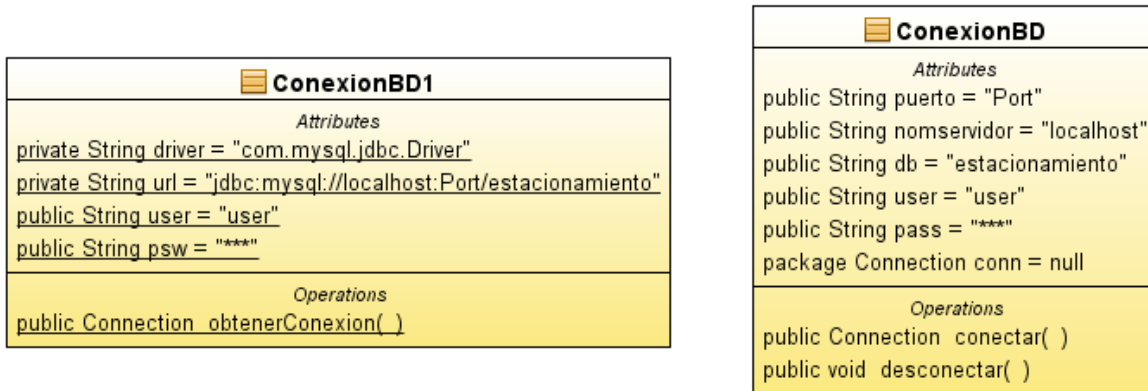 ConexionBD1
Attributes
private String driver = "com.mysql.jdbc.Driver"
private String url = "jdbc:mysql://localhost:Port/estacionamiento"
public String user = "user"
public String psw = "***"
Operations
public Connection obtenerConexion( )
ConexionBD
Attributes
public String puerto = "Port"
public String nomservidor = "localhost"
public String db = "estacionamiento"
public String user = "user"
public String pass = "***"
package Connection conn = null
Operations
public Connection conectar( )
public void desconectar( )